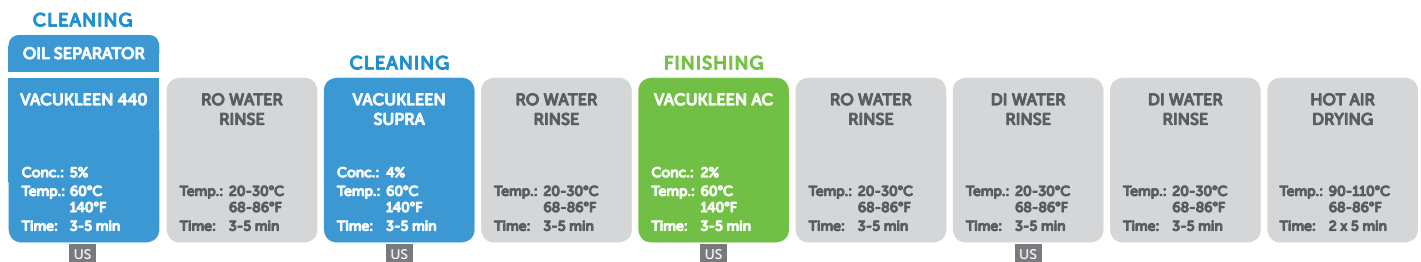 CLEANING
OIL SEPARATOR
VACUKLEEN 440
Conc.: 5%
Temp.: 60°C
140°F
Time: 3-5 min
US
RO WATER
RINSE
Temp.: 20-30°C
68-86°F
Time: 3-5 min
CLEANING
VACUKLEEN
SUPRA
Conc.: 4%
Temp.: 60°C
140°F
Time: 3-5 min
US
RO WATER
RINSE
Temp.: 20-30°C
68-86°F
Time: 3-5 min
FINISHING
VACUKLEEN AC
Conc.: 2%
Temp.: 60°C
140°F
Time: 3-5 min
US
RO WATER
RINSE
Temp.: 20-30°C
68-86°F
Time: 3-5 min
DI WATER
RINSE
Temp.: 20-30°C
68-86°F
Time: 3-5 min
US
DI WATER
RINSE
Temp.: 20-30°C
68-86°F
Time: 3-5 min
HOT AIR
DRYING
Temp.: 90-110°C
68-86°F
Time: 2 x 5 min